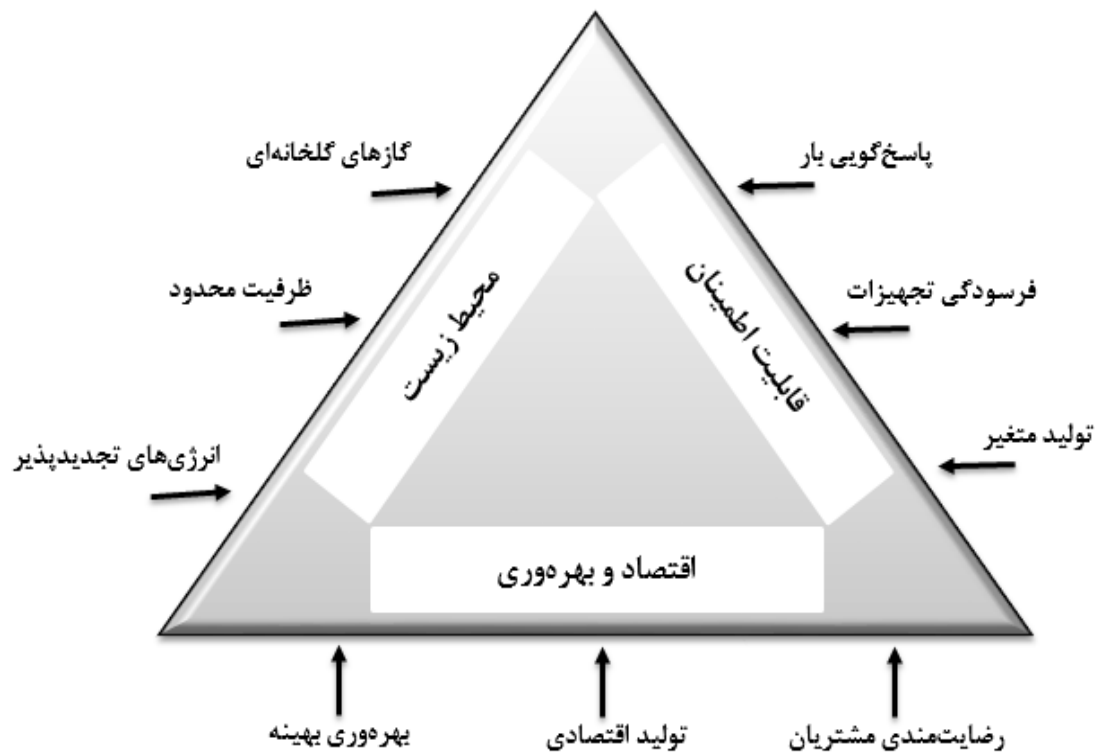 پاسخ‌گویی بار
گازهای گلخانه‌ای
فرسودگی تجهیزات
قابلیت اطمینان
محیط زیست
ظرفیت محدود
تولید متغیر
انرژی‌های تجدیدپذیر
اقتصاد و بهره‌وری
رضایت‌مندی مشتریان
تولید اقتصادی
بهره‌وری بهینه